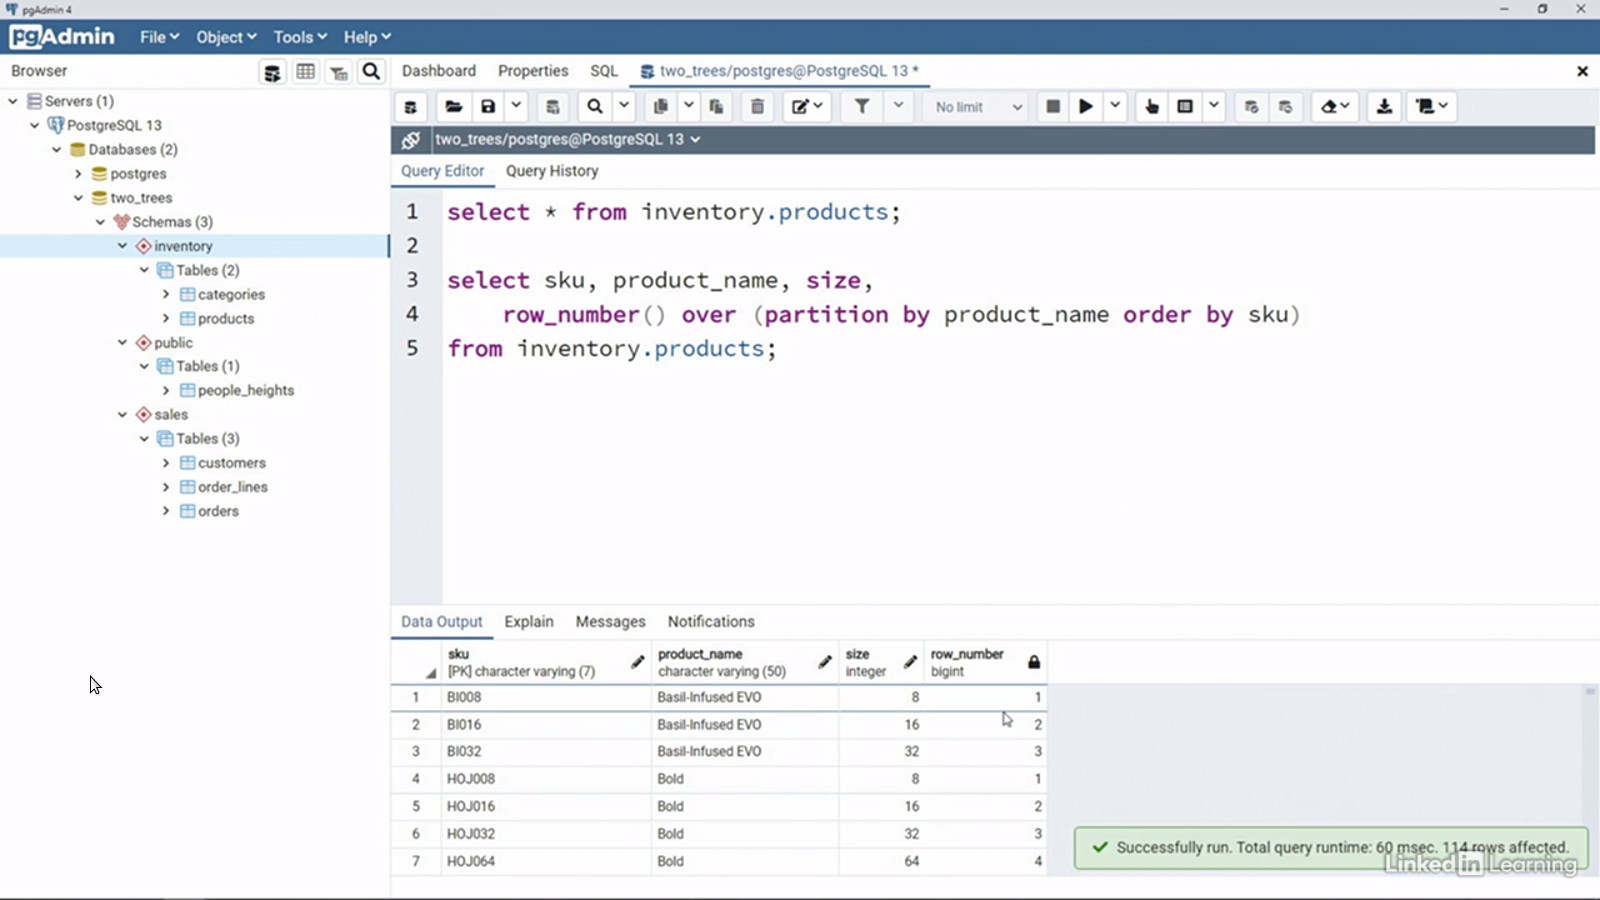 pgAdmin 4
pgAdmin File Object Tools Help
Browser
Dashboard Properties SQL two_trees/postgres@PostgreSQL 13 *
Servers (1)
PostgreSQL 13
Databases (2)
postgres
two_trees
Schemas (3)
inventory
Tables (2)
categories
products
public
Tables (1)
people_heights
sales
Tables (3)
customers
order_lines
orders
No limit
two_trees/postgres@PostgreSQL 13
Query Editor Query History
1 select * from inventory.products;
2
3 select sku, product_name, size,
4 row_number() over (partition by product_name order by sku)
5 from inventory.products;
Data Output Explain Messages Notifications
sku product_name size row_number
[PK] character varying (7) character varying (50) integer bigint
1 BI008 Basil-Infused EVO 8 1
2 BI016 Basil-Infused EVO 16 2
3 BI032 Basil-Infused EVO 32 3
4 HOJ008 Bold 8 1
5 HOJ016 Bold 16 2
6 HOJ032 Bold 32 3
7 HOJ064 Bold 64 4
Successfully run. Total query runtime: 60 msec. 114 rows affected.
Linked in Learning